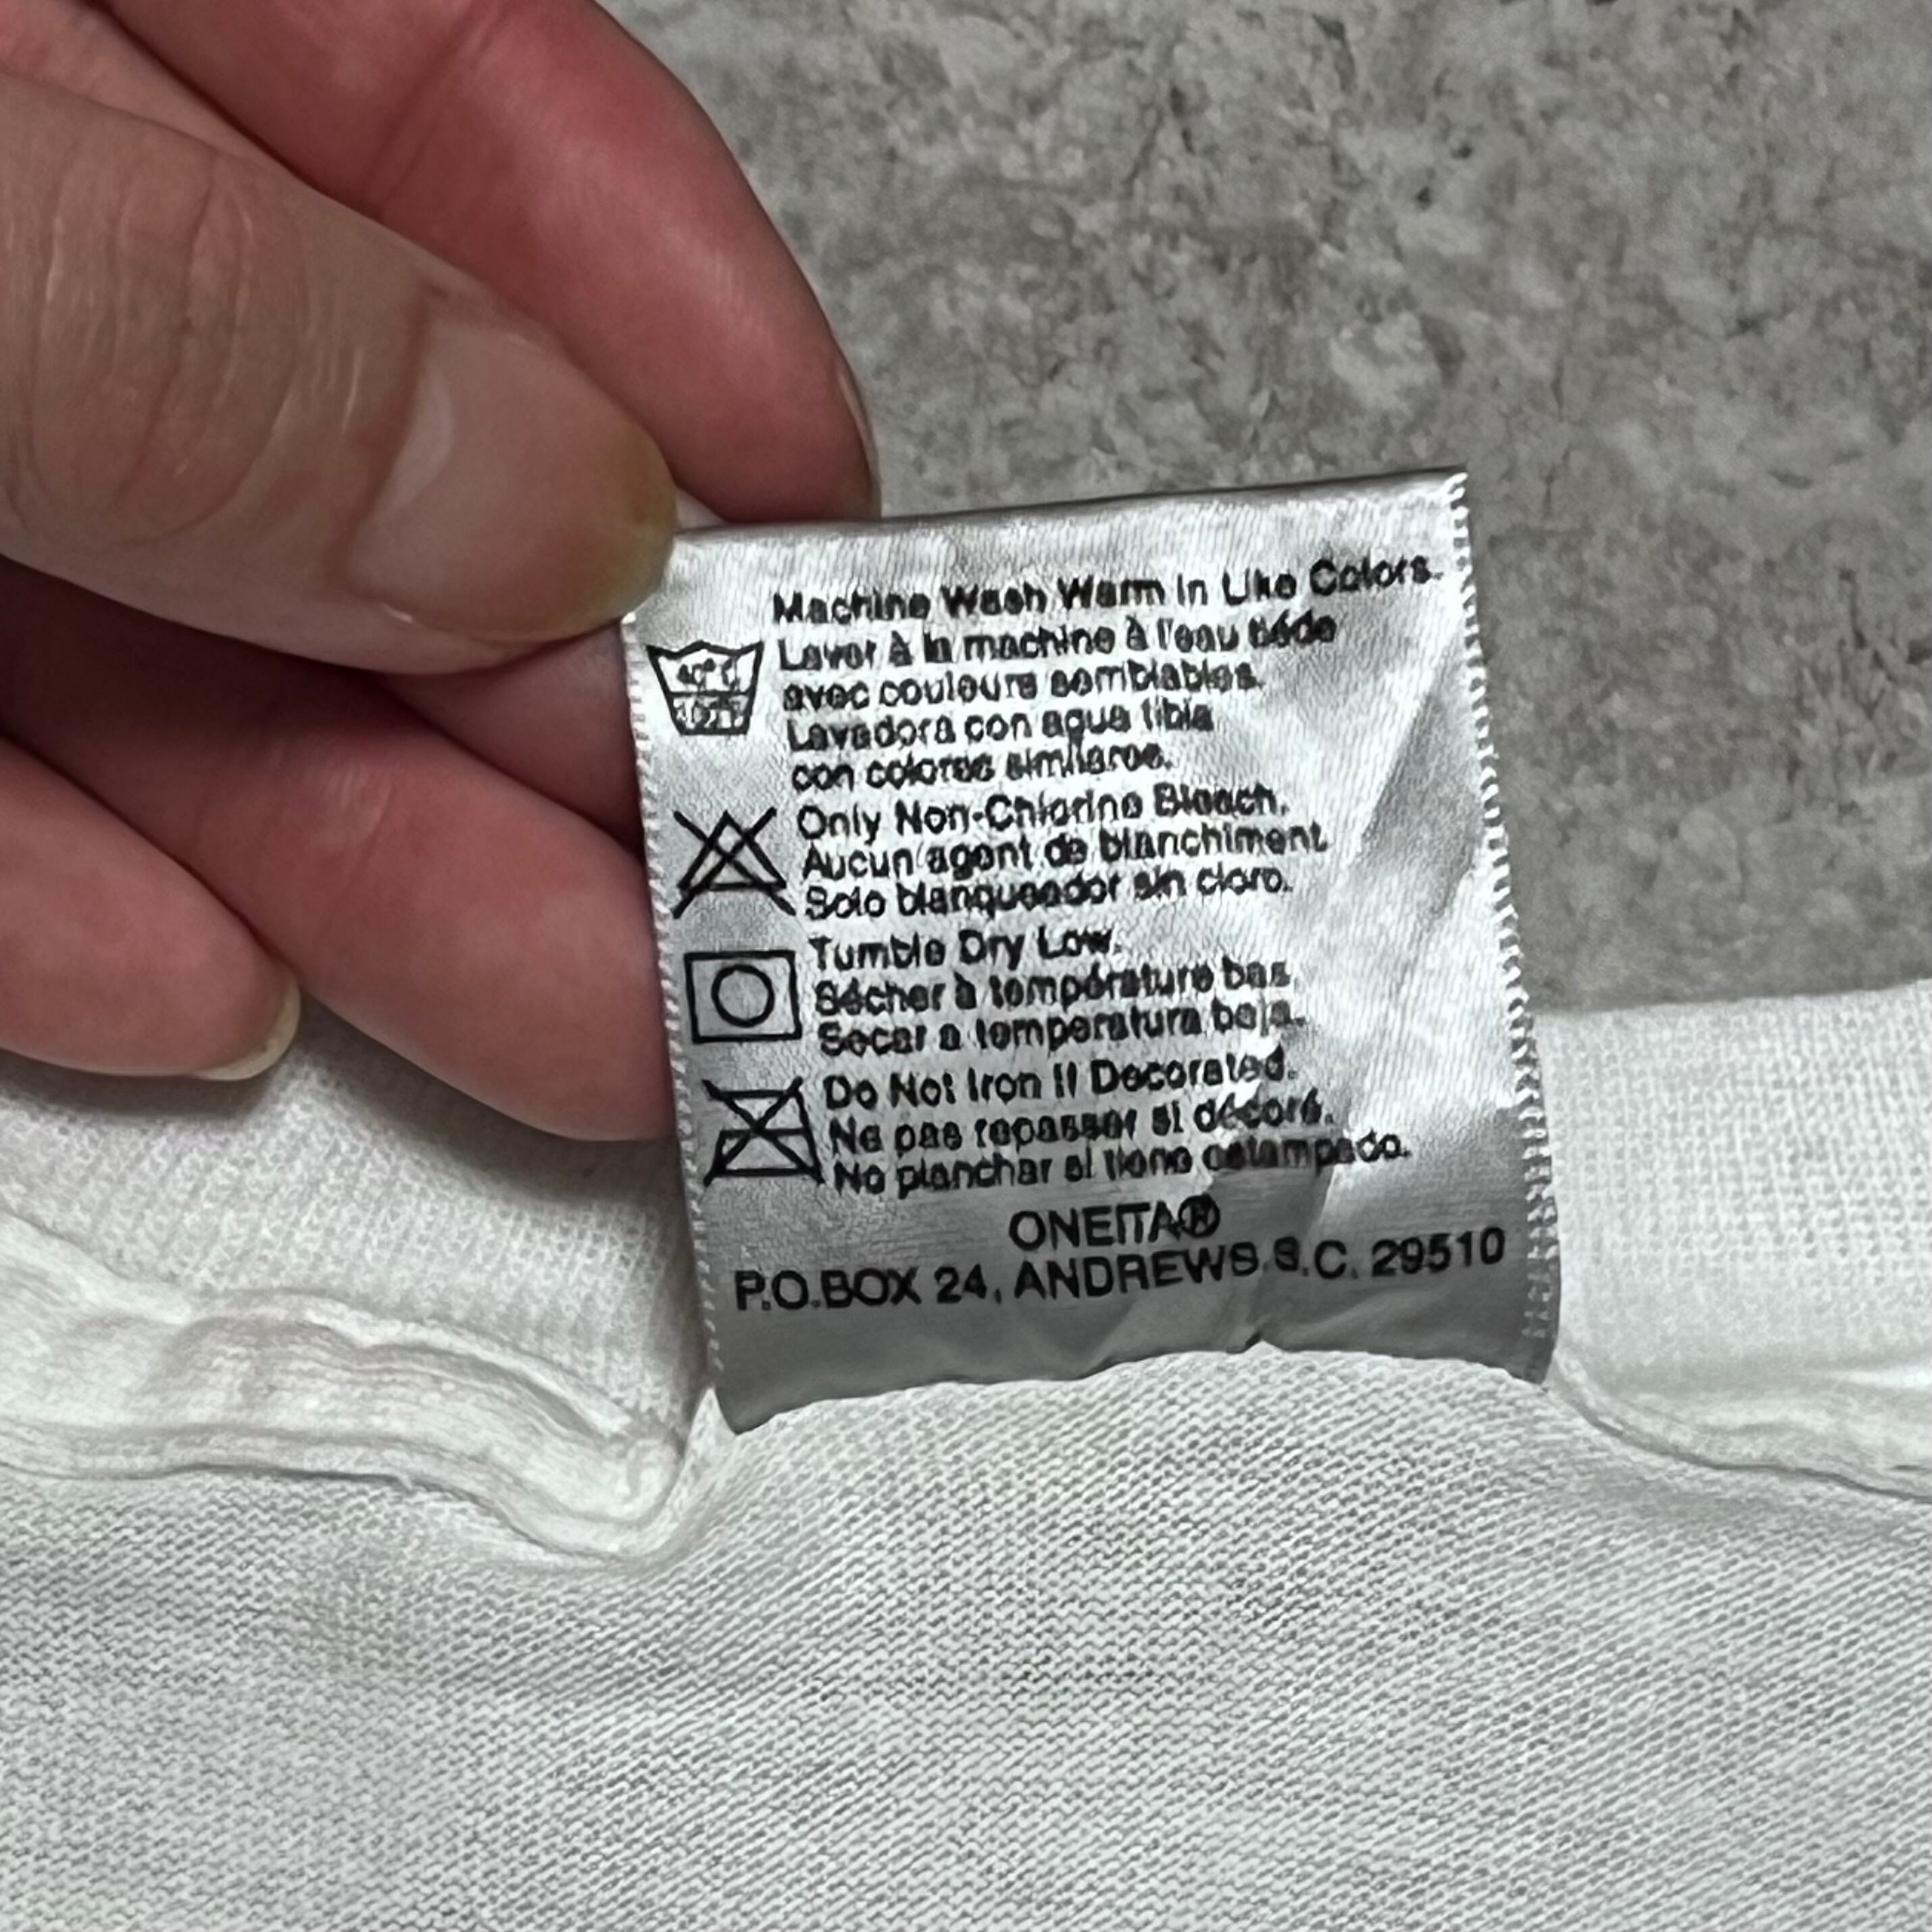 Machine Wash Warm In Like Colors.
Laver à la machine à l'eau tiéde
avec couleurs semblables.
Lavadora con agua tibia
con colores similares.
40° C
105°F
Only Non-Chlorine Bleach.
Aucun agent de blanchiment.
Solo blanqueador sin cloro.
Tumble Dry Low.
Sécher à température bas.
Secar a temperatura baja.
Do Not Iron If Decorated.
Ne pas repasser si décoré.
No planchar si tiene estampado.
ONEITA®
P.O.BOX 24, ANDREWS S.C. 29510